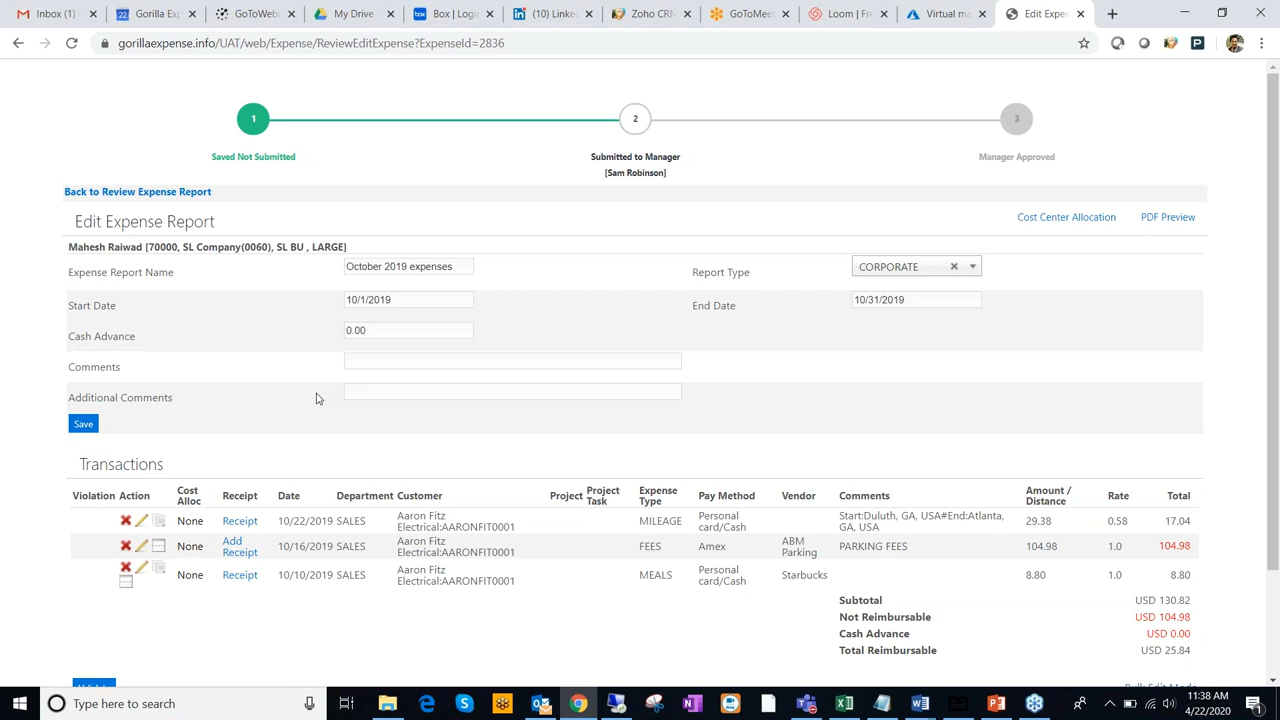 Inbox (
Gorilla Exp
GoToWeb
My Drive
Box | Login
(10) Linke
Zoho CRM
GoToMeet
Loom | Fre
Virtual ma
Edit Expen
gorillaexpense.info/UAT/web/Expense/ReviewEditExpense?ExpenseId=2836
1
2
3
Saved Not Submitted
Submitted to Manager
Manager Approved
[Sam Robinson]
Back to Review Expense Report
Edit Expense Report
Cost Center Allocation PDF Preview
Mahesh Raiwad [70000, SL Company(0060), SL BU , LARGE]
Expense Report Name October 2019 expenses Report Type CORPORATE
Start Date 10/1/2019 End Date 10/31/2019
Cash Advance 0.00
Comments
Additional Comments
Save
Transactions
Violation Action Cost Alloc Receipt Date Department Customer Project Project Task Expense Type Pay Method Vendor Comments Amount / Distance Rate Total
None Receipt 10/22/2019 SALES Aaron Fitz Electrical:AARONFIT0001 MILEAGE Personal card/Cash Start:Duluth, GA, USA#End:Atlanta, GA, USA 29.38 0.58 17.04
None Add Receipt 10/16/2019 SALES Aaron Fitz Electrical:AARONFIT0001 FEES Amex ABM Parking PARKING FEES 104.98 1.0 104.98
None Receipt 10/10/2019 SALES Aaron Fitz Electrical:AARONFIT0001 MEALS Personal card/Cash Starbucks 8.80 1.0 8.80
Subtotal USD 130.82
Not Reimbursable USD 104.98
Cash Advance USD 0.00
Total Reimbursable USD 25.84
Type here to search
11:38 AM
4/22/2020